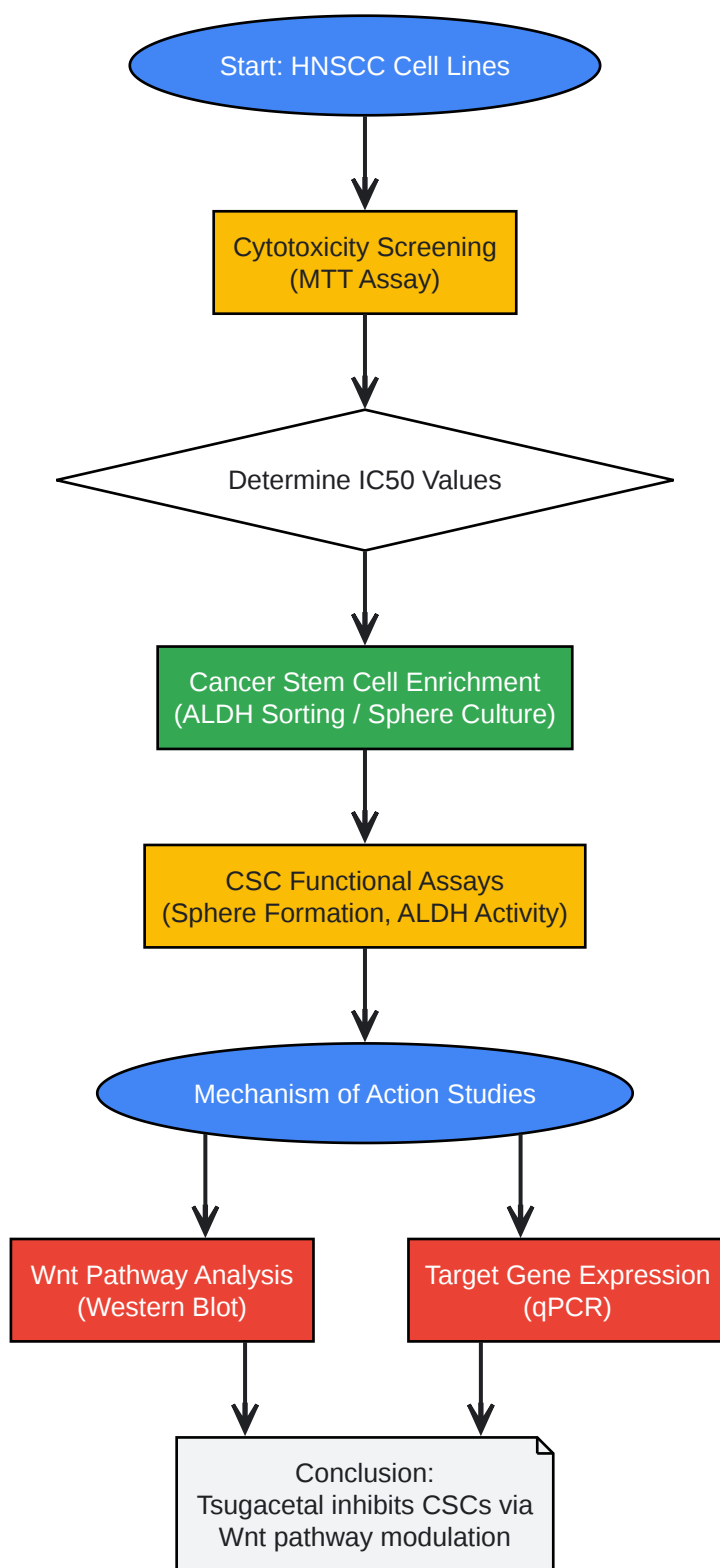 Start: HNSCC Cell Lines
Cytotoxicity Screening
(MTT Assay)
Determine IC50 Values
Cancer Stem Cell Enrichment
(ALDH Sorting / Sphere Culture)
CSC Functional Assays
(Sphere Formation, ALDH Activity)
Mechanism of Action Studies
Wnt Pathway Analysis
(Western Blot)
Target Gene Expression
(qPCR)
Conclusion:
Tsugacetal inhibits CSCs via
Wnt pathway modulation